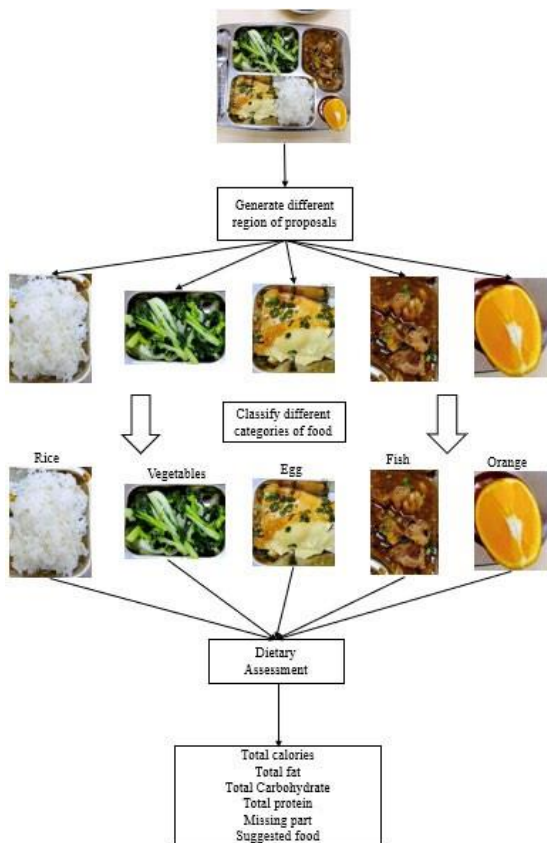 Generate different
region of proposals
Classify different
categories of food
Rice
Vegetables
Egg
Fish
Orange
Dietary
Assessment
Total calories
Total fat
Total Carbohydrate
Total protein
Missing part
Suggested food